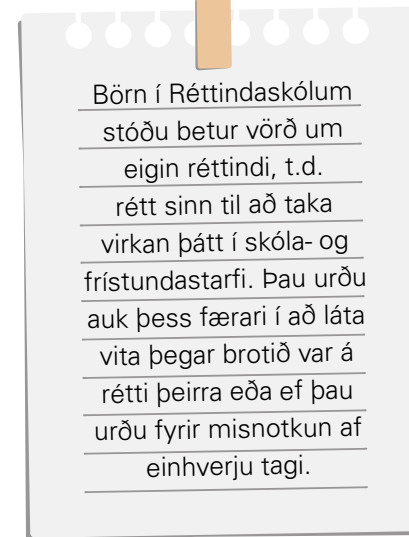 Börn í Réttindaskólum
stóðu betur vörð um
eigin réttindi, t.d.
rétt sinn til að taka
virkan þátt í skóla- og
frístundastarfi. Þau urðu
auk þess færari í að láta
vita þegar brotið var á
rétti þeirra eða ef þau
urðu fyrir misnotkun af
einhverju tagi.